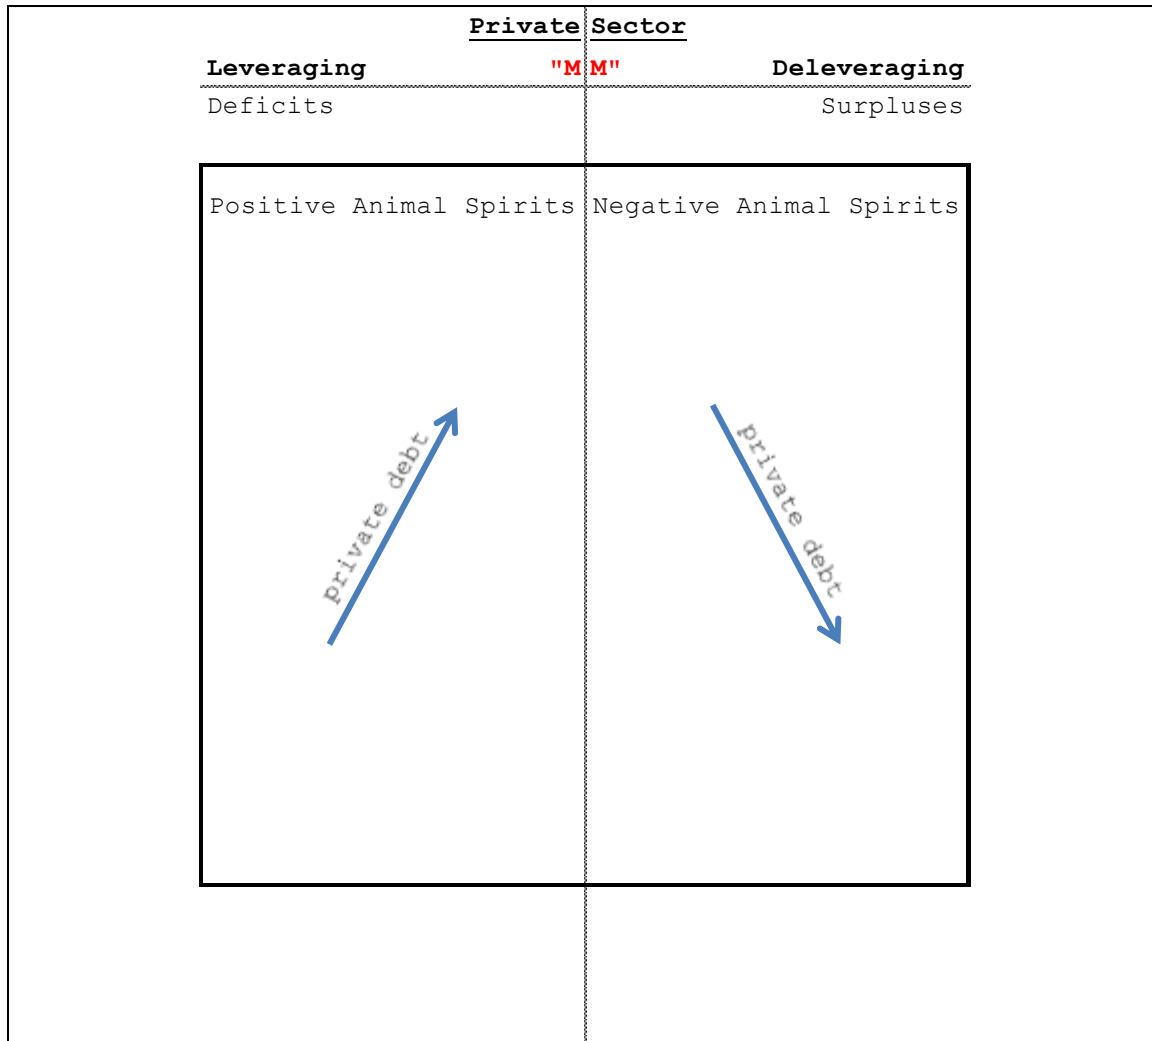 Private Sector
Leveraging "M M" Deleveraging
Deficits Surpluses
Positive Animal Spirits Negative Animal Spirits
private debt private debt